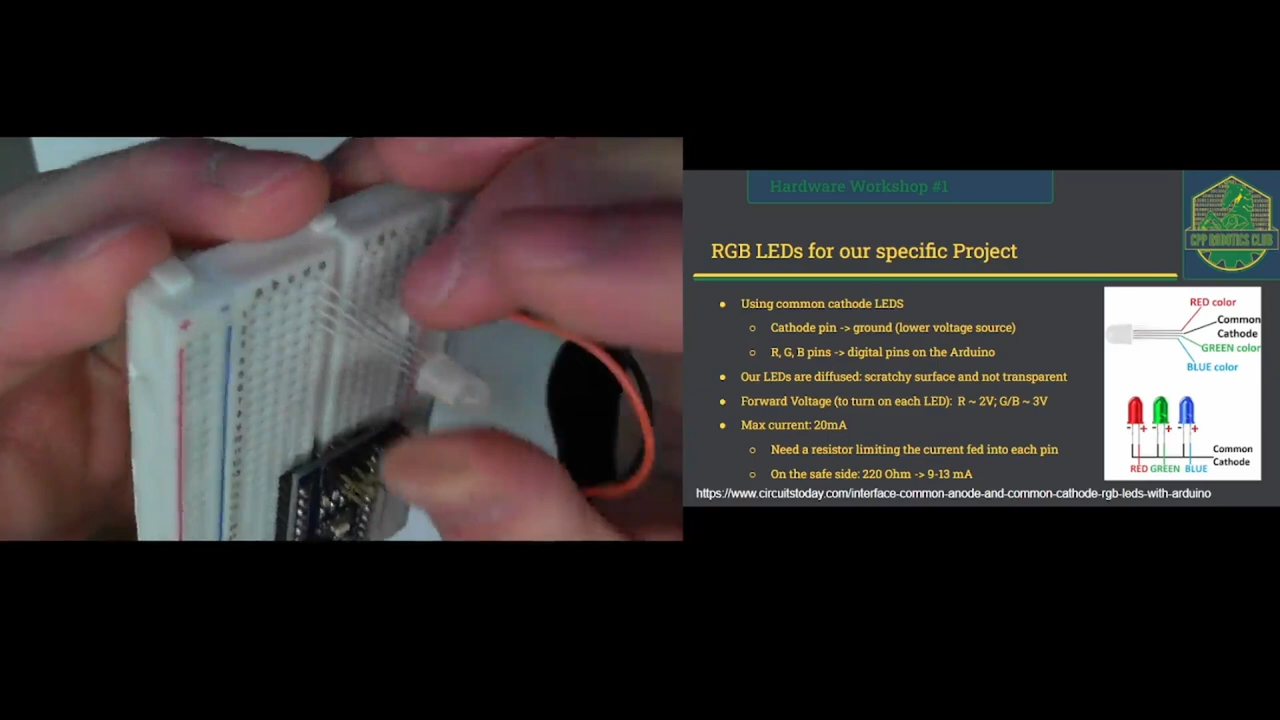 Hardware Workshop #1
CPP ROBOTICS CLUB
RGB LEDs for our specific Project
Using common cathode LEDS
Cathode pin -> ground (lower voltage source)
R, G, B pins -> digital pins on the Arduino
Our LEDs are diffused: scratchy surface and not transparent
Forward Voltage (to turn on each LED): R ~ 2V; G/B ~ 3V
Max current: 20mA
Need a resistor limiting the current fed into each pin
On the safe side: 220 Ohm -> 9-13 mA
https://www.circuitstoday.com/interface-common-anode-and-common-cathode-rgb-leds-with-arduino
RED color
Common
Cathode
GREEN color
BLUE color
- + - + - +
Common
Cathode
RED GREEN BLUE